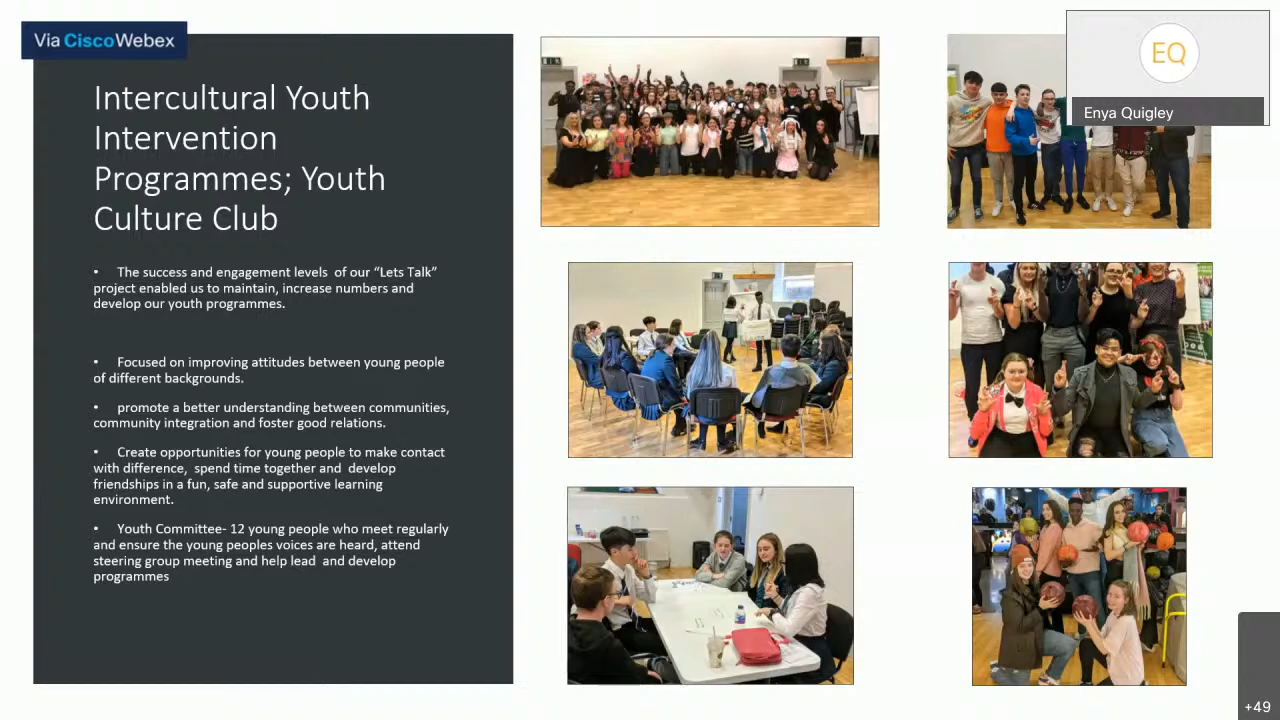 Via Cisco Webex
EQ
Enya Quigley
Intercultural Youth
Intervention
Programmes; Youth
Culture Club
• The success and engagement levels of our “Lets Talk”
project enabled us to maintain, increase numbers and
develop our youth programmes.
• Focused on improving attitudes between young people
of different backgrounds.
• promote a better understanding between communities,
community integration and foster good relations.
• Create opportunities for young people to make contact
with difference, spend time together and develop
friendships in a fun, safe and supportive learning
environment.
• Youth Committee- 12 young people who meet regularly
and ensure the young peoples voices are heard, attend
steering group meeting and help lead and develop
programmes
+49